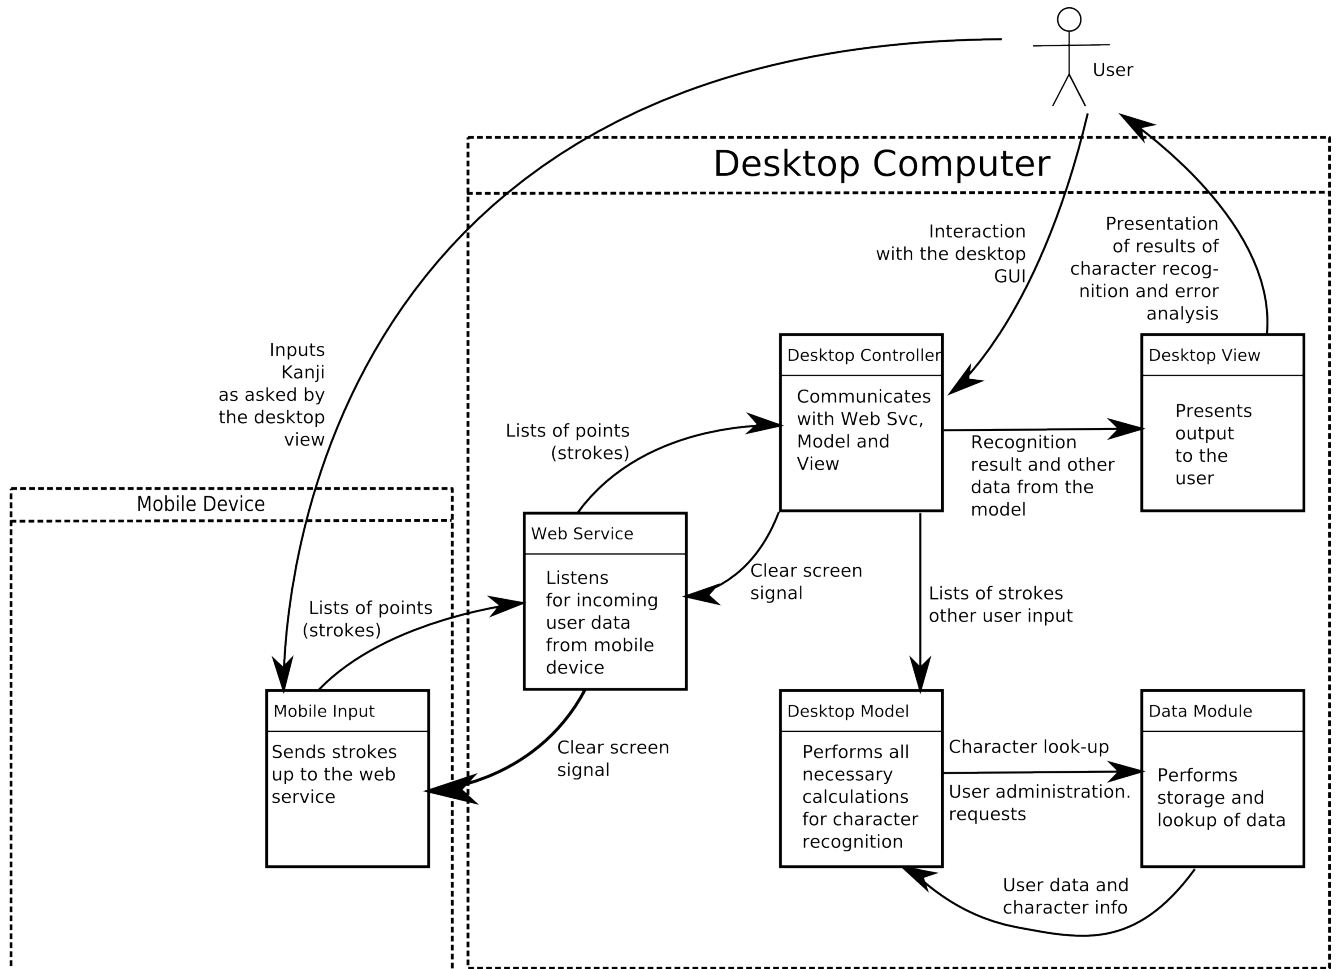 User
Desktop Computer
Interaction
with the desktop
GUI
Presentation
of results of
character recog-
nition and error
analysis
Inputs
Kanji
as asked by
the desktop
view
Desktop Controller
Communicates
with Web Svc,
Model and
View
Desktop View
Presents
output
to the
user
Lists of points
(strokes)
Recognition
result and other
data from the
model
Mobile Device
Web Service
Listens
for incoming
user data
from mobile
device
Clear screen
signal
Lists of strokes
other user input
Lists of points
(strokes)
Mobile Input
Sends strokes
up to the web
service
Clear screen
signal
Desktop Model
Performs all
necessary
calculations
for character
recognition
Character look-up
User administration.
requests
Data Module
Performs
storage and
lookup of data
User data and
character info